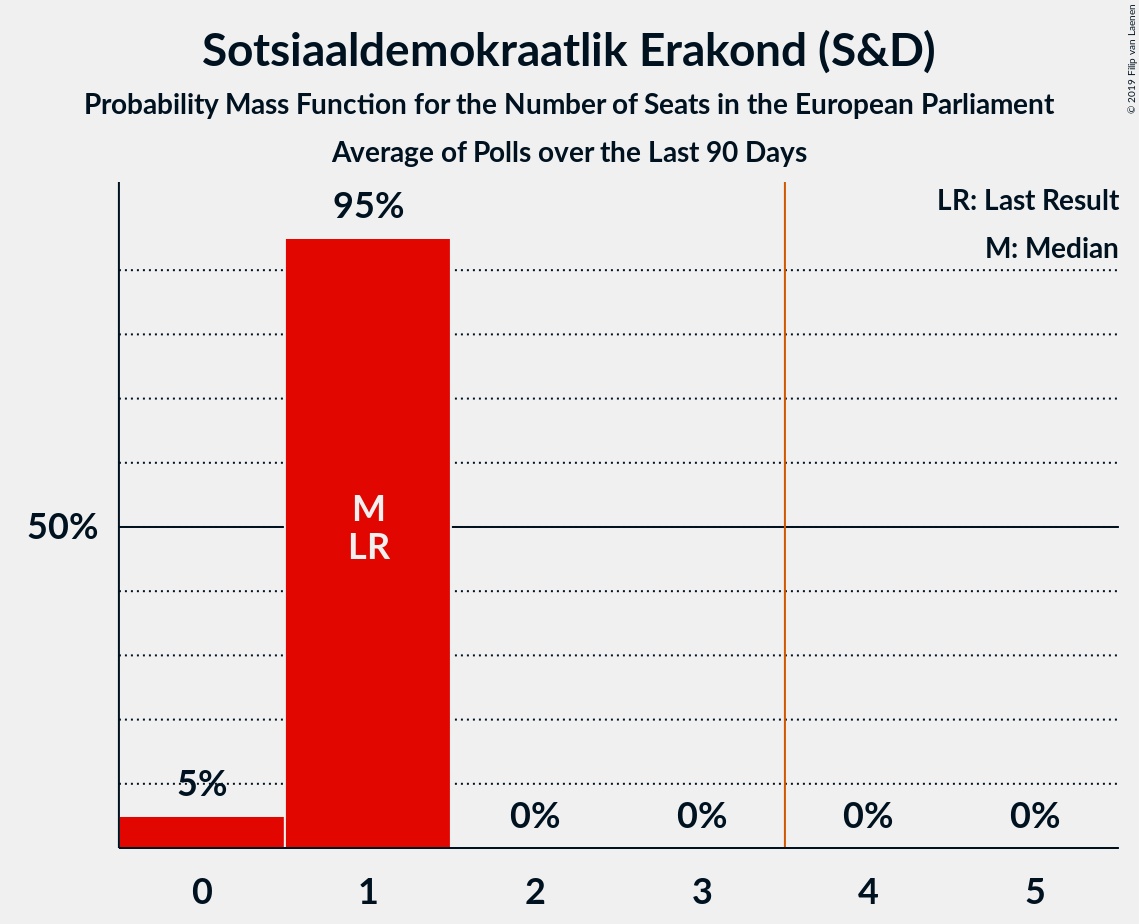 Sotsiaaldemokraatlik Erakond (S&D)
Probability Mass Function for the Number of Seats in the European Parliament
Average of Polls over the Last 90 Days
© 2019 Filip van Laenen
LR: Last Result
M: Median
95%
M
LR
50%
5%
0%
0%
0%
0%
0
1
2
3
4
5